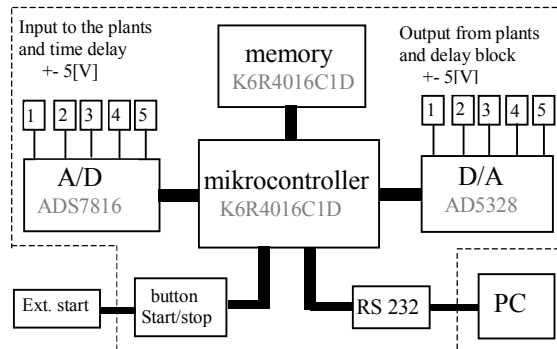 Input to the plants
and time delay
+- 5[V]
1 2 3 4 5
A/D
ADS7816
memory
K6R4016C1D
Output from plants
and delay block
+- 5[V]
1 2 3 4 5
mikrocontroller
K6R4016C1D
D/A
AD5328
Ext. start
button
Start/stop
RS 232
PC